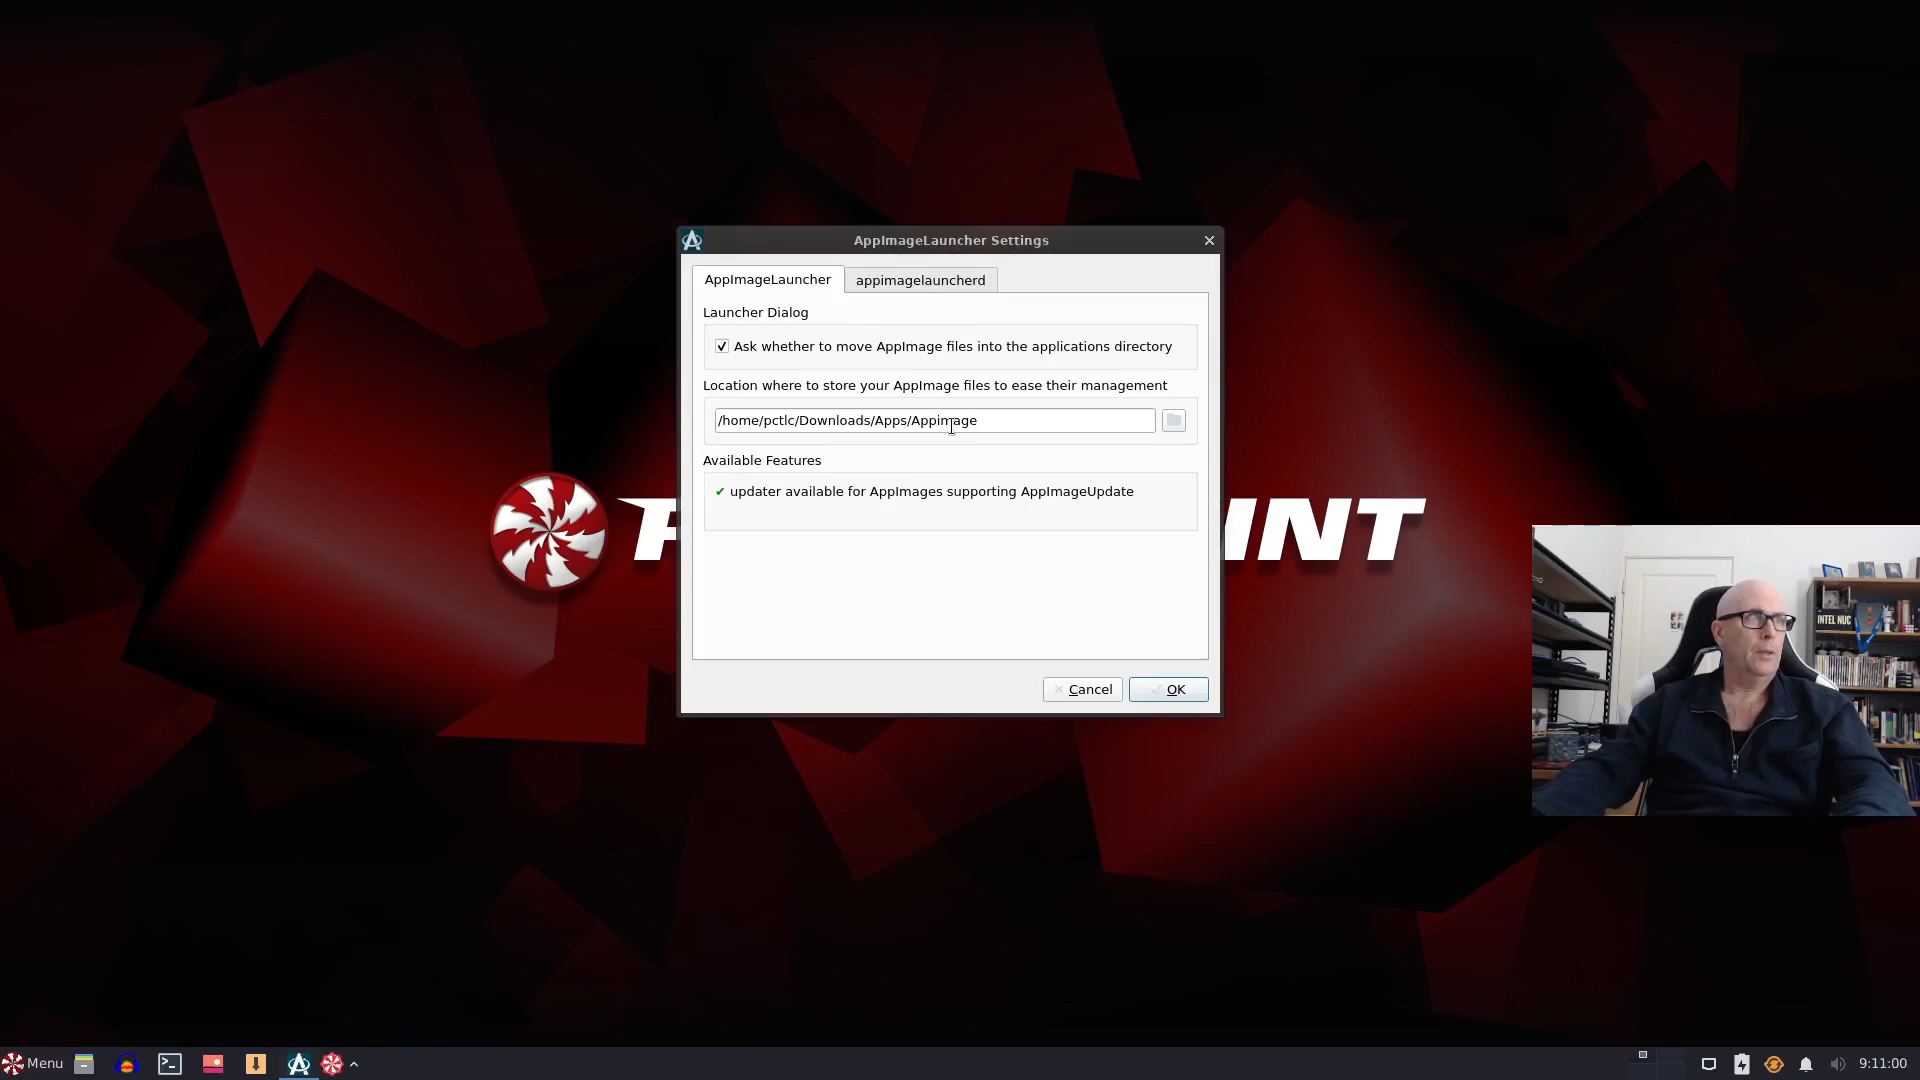 AppImageLauncher Settings
AppImageLauncher appimagelauncherd
Launcher Dialog
Ask whether to move AppImage files into the applications directory
Location where to store your AppImage files to ease their management
/home/pctlc/Downloads/Apps/Appimage
Available Features
✔ updater available for AppImages supporting AppImageUpdate
INT
INTEL NUC
Cancel OK
Menu 9:11:00